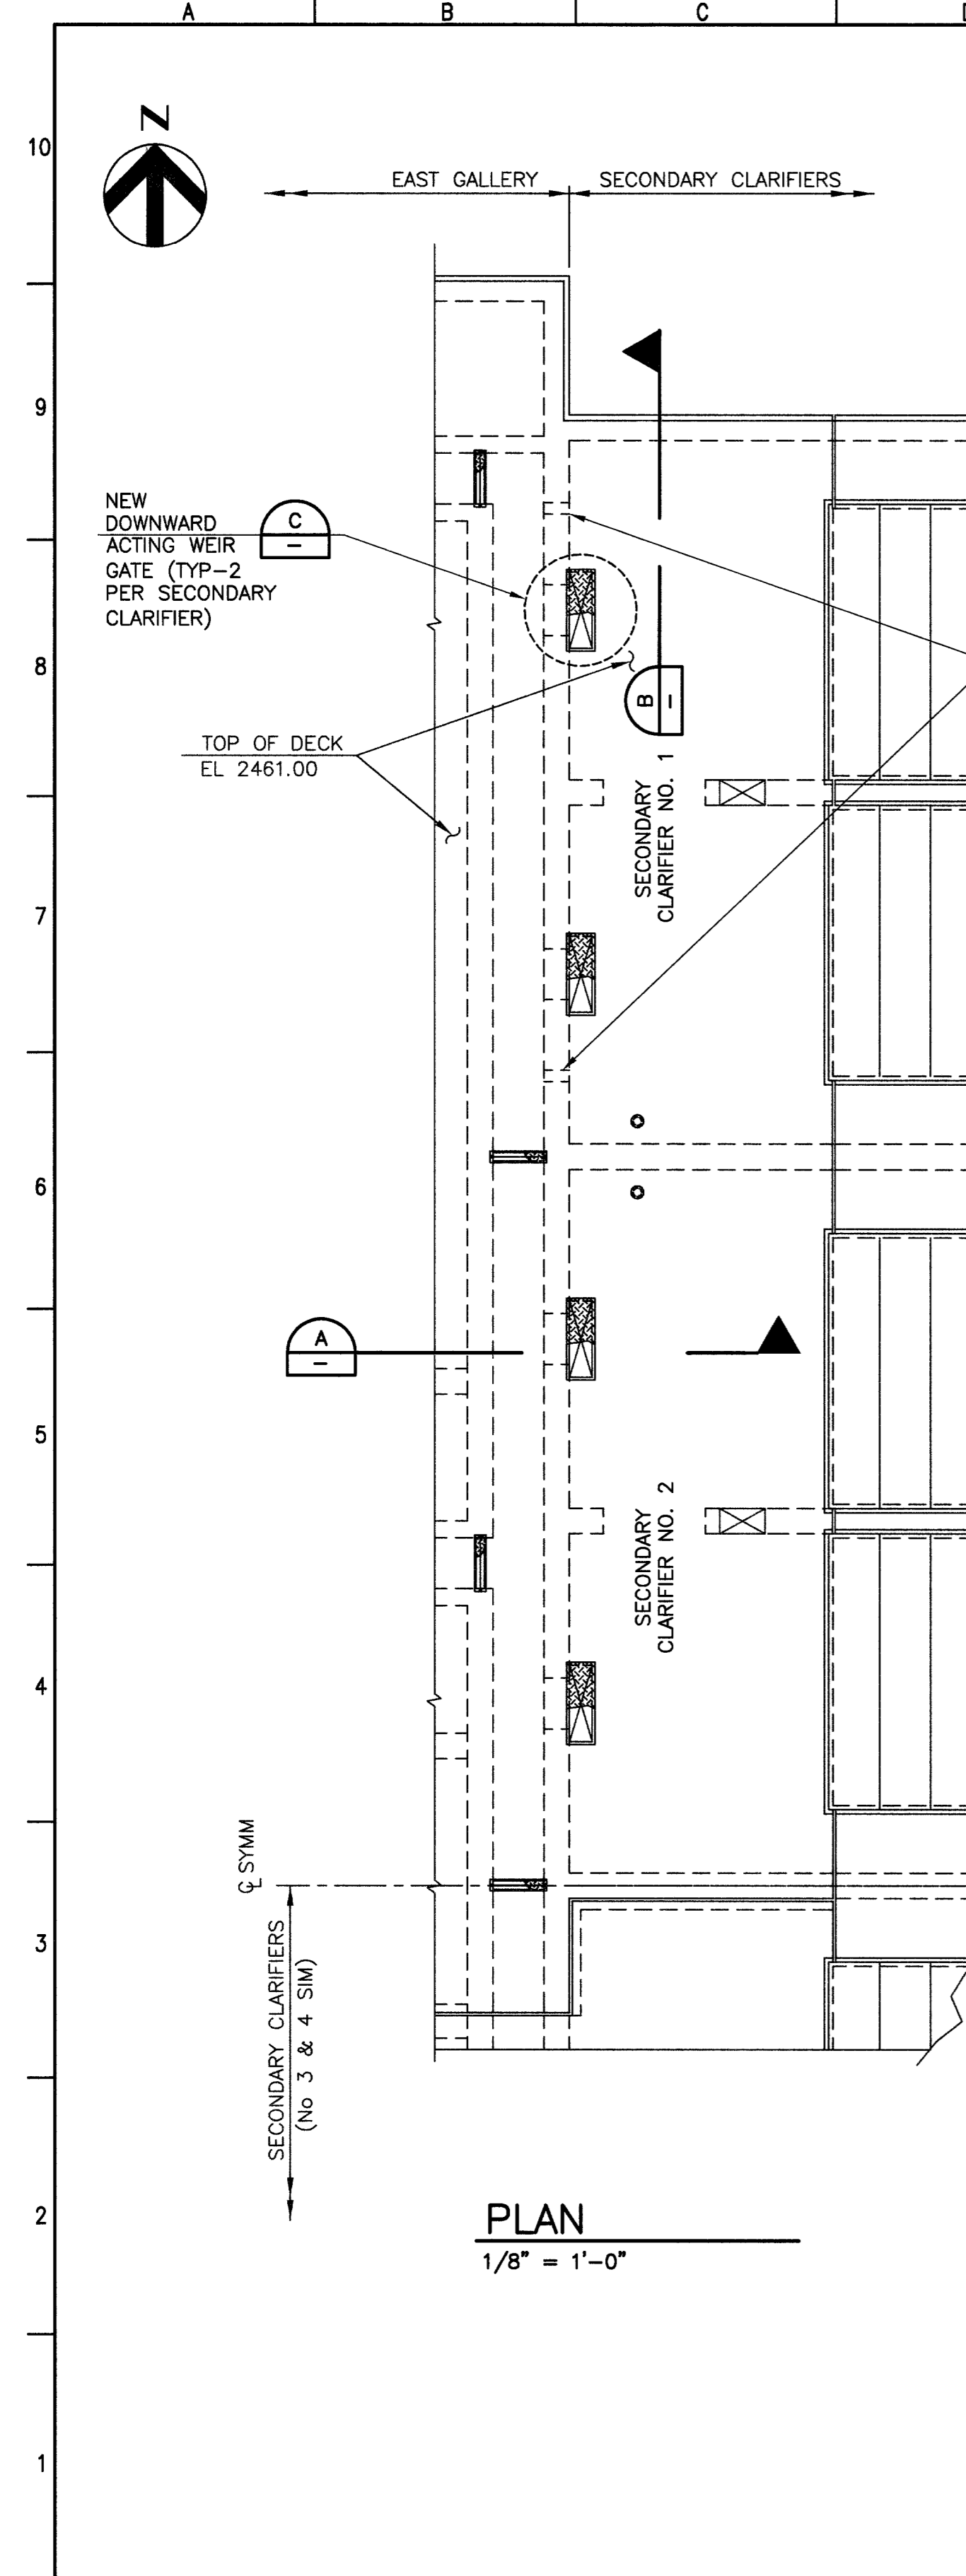 A B C
10
N
EAST GALLERY SECONDARY CLARIFIERS
9
NEW
DOWNWARD
ACTING WEIR
GATE (TYP-2
PER SECONDARY
CLARIFIER)
C
-
8
B
-
TOP OF DECK
EL 2461.00
SECONDARY
CLARIFIER NO. 1
7
6
A
-
5
SECONDARY
CLARIFIER NO. 2
4
℄ SYMM
3
SECONDARY CLARIFIERS
(No 3 & 4 SIM)
2
PLAN
1/8" = 1'-0"
1